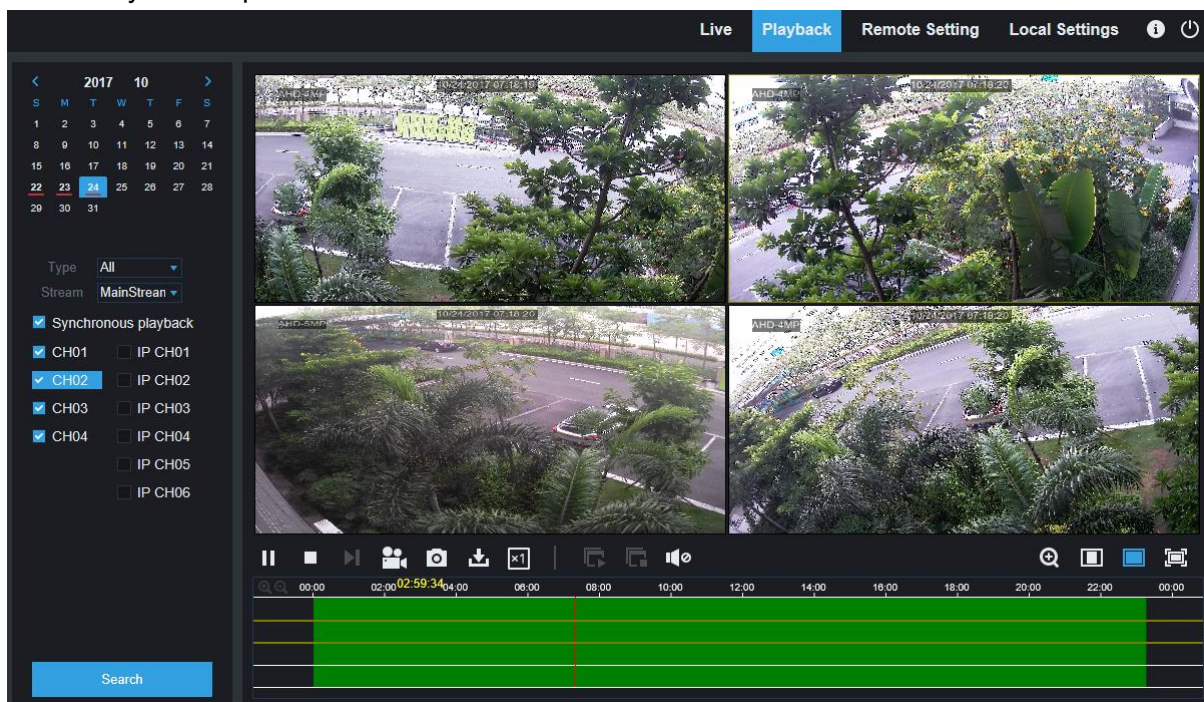 Live Playback Remote Setting Local Settings
2017 10
S M T W T F S
1 2 3 4 5 6 7
8 9 10 11 12 13 14
15 16 17 18 19 20 21
22 23 24 25 26 27 28
29 30 31
Type All
Stream MainStrean
Synchronous playback
CH01 IP CH01
CH02 IP CH02
CH03 IP CH03
CH04 IP CH04
IP CH05
IP CH06
Search
AHD-4MP 10/24/2017 07:18:19
AHD-4MP 10/24/2017 07:18:20
AHD-5MP 10/24/2017 07:18:20
AHD-4MP 10/24/2017 07:18:20
×1
00:00 02:00 02:59:34 04:00 06:00 08:00 10:00 12:00 14:00 16:00 18:00 20:00 22:00 00:00